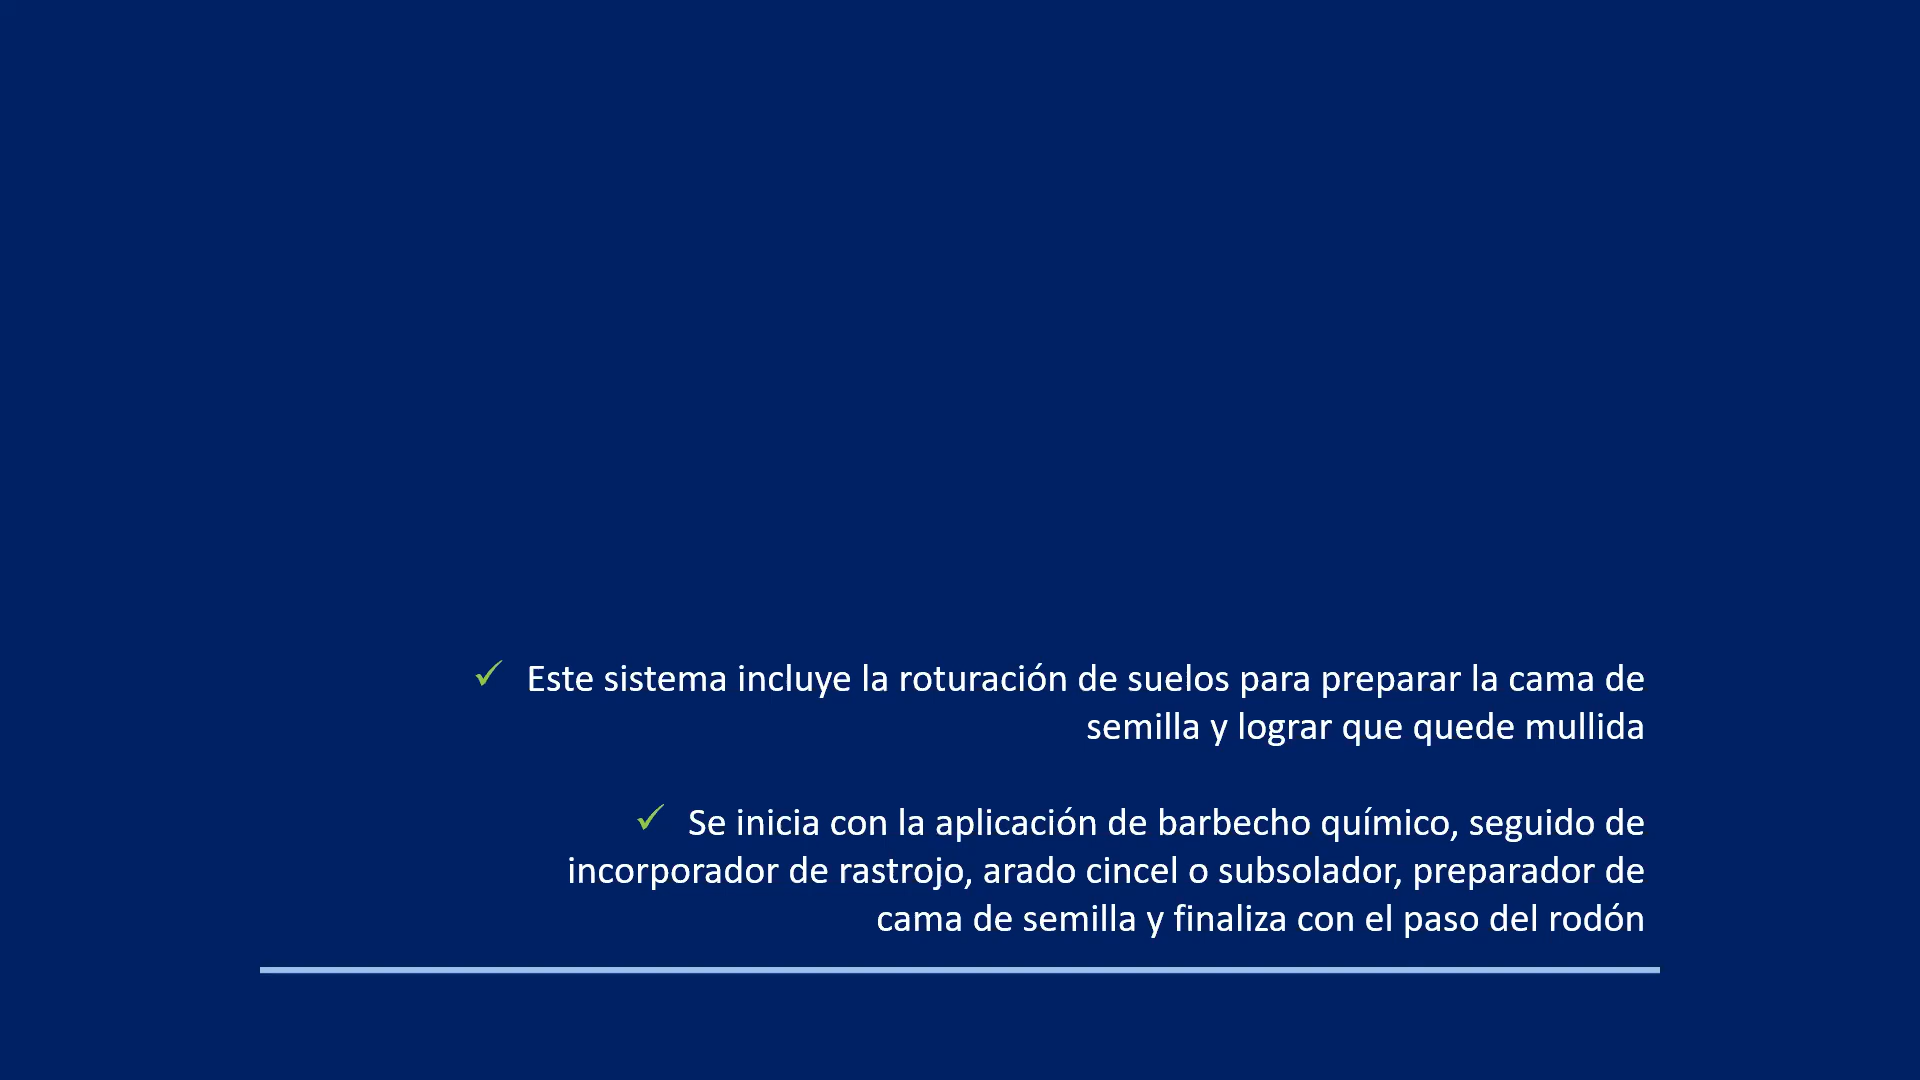 ✓ Este sistema incluye la roturación de suelos para preparar la cama de
semilla y lograr que quede mullida
✓ Se inicia con la aplicación de barbecho químico, seguido de
incorporador de rastrojo, arado cincel o subsolador, preparador de
cama de semilla y finaliza con el paso del rodón